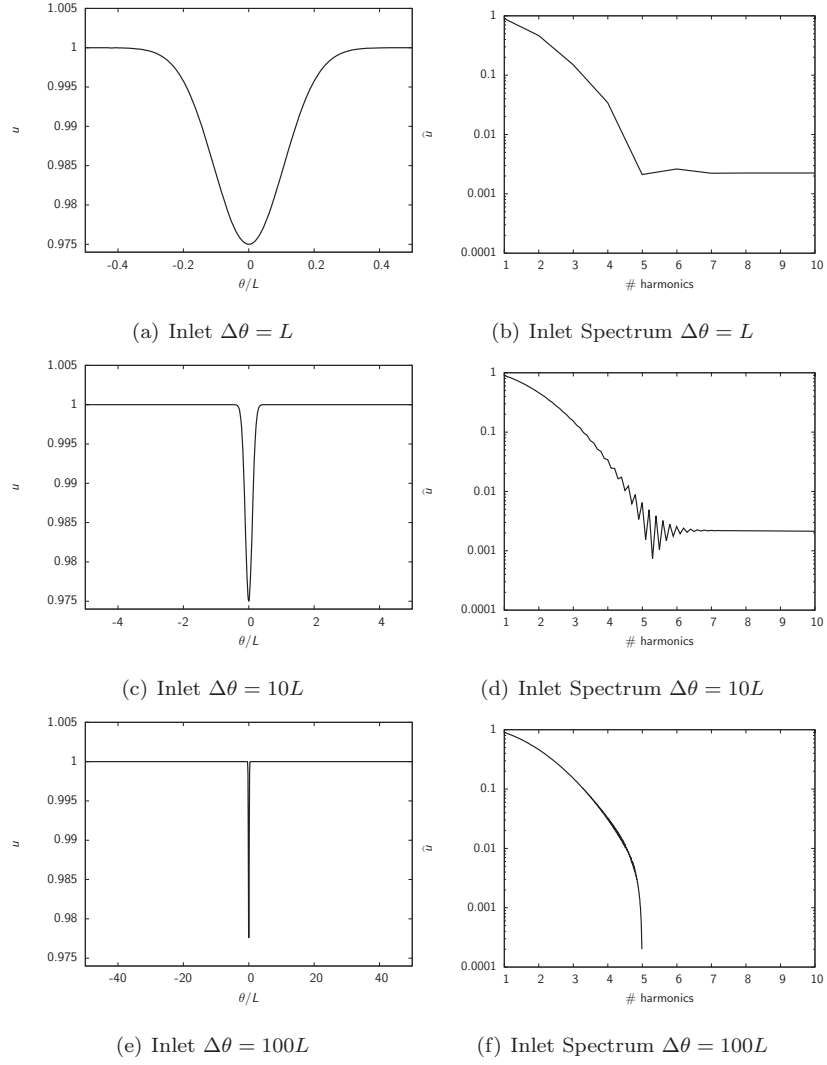 1.005
1
0.995
0.99
0.985
0.98
0.975
u
-0.4 -0.2 0 0.2 0.4
θ/L
(a) Inlet Δθ = L
1
0.1
0.01
0.001
0.0001
û
1 2 3 4 5 6 7 8 9 10
# harmonics
(b) Inlet Spectrum Δθ = L
1.005
1
0.995
0.99
0.985
0.98
0.975
u
-4 -2 0 2 4
θ/L
(c) Inlet Δθ = 10L
1
0.1
0.01
0.001
0.0001
û
1 2 3 4 5 6 7 8 9 10
# harmonics
(d) Inlet Spectrum Δθ = 10L
1.005
1
0.995
0.99
0.985
0.98
0.975
u
-40 -20 0 20 40
θ/L
(e) Inlet Δθ = 100L
1
0.1
0.01
0.001
0.0001
û
1 2 3 4 5 6 7 8 9 10
# harmonics
(f) Inlet Spectrum Δθ = 100L